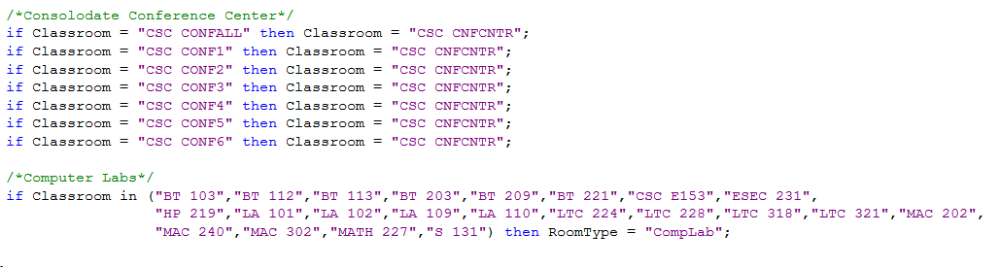 /*Consolodate Conference Center*/
if Classroom = "CSC CONFALL" then Classroom = "CSC CNFCNTR";
if Classroom = "CSC CONF1" then Classroom = "CSC CNFCNTR";
if Classroom = "CSC CONF2" then Classroom = "CSC CNFCNTR";
if Classroom = "CSC CONF3" then Classroom = "CSC CNFCNTR";
if Classroom = "CSC CONF4" then Classroom = "CSC CNFCNTR";
if Classroom = "CSC CONF5" then Classroom = "CSC CNFCNTR";
if Classroom = "CSC CONF6" then Classroom = "CSC CNFCNTR";
/*Computer Labs*/
if Classroom in ("BT 103","BT 112","BT 113","BT 203","BT 209","BT 221","CSC E153","ESEC 231",
"HP 219","LA 101","LA 102","LA 109","LA 110","LTC 224","LTC 228","LTC 318","LTC 321","MAC 202",
"MAC 240","MAC 302","MATH 227","S 131") then RoomType = "CompLab";